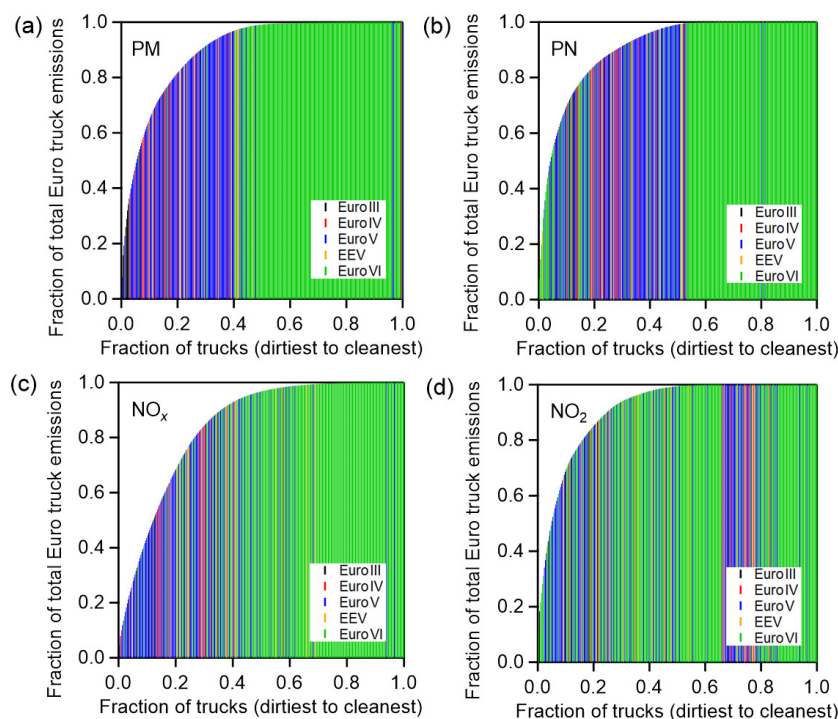 (a)
PM
Fraction of total Euro truck emissions
1.0
0.8
0.6
0.4
0.2
0.0
Euro III
Euro IV
Euro V
EEV
Euro VI
0.0 0.2 0.4 0.6 0.8 1.0
Fraction of trucks (dirtiest to cleanest)
(b)
PN
Fraction of total Euro truck emissions
1.0
0.8
0.6
0.4
0.2
0.0
Euro III
Euro IV
Euro V
EEV
Euro VI
0.0 0.2 0.4 0.6 0.8 1.0
Fraction of trucks (dirtiest to cleanest)
(c)
NOx
Fraction of total Euro truck emissions
1.0
0.8
0.6
0.4
0.2
0.0
Euro III
Euro IV
Euro V
EEV
Euro VI
0.0 0.2 0.4 0.6 0.8 1.0
Fraction of trucks (dirtiest to cleanest)
(d)
NO2
Fraction of total Euro truck emissions
1.0
0.8
0.6
0.4
0.2
0.0
Euro III
Euro IV
Euro V
EEV
Euro VI
0.0 0.2 0.4 0.6 0.8 1.0
Fraction of trucks (dirtiest to cleanest)